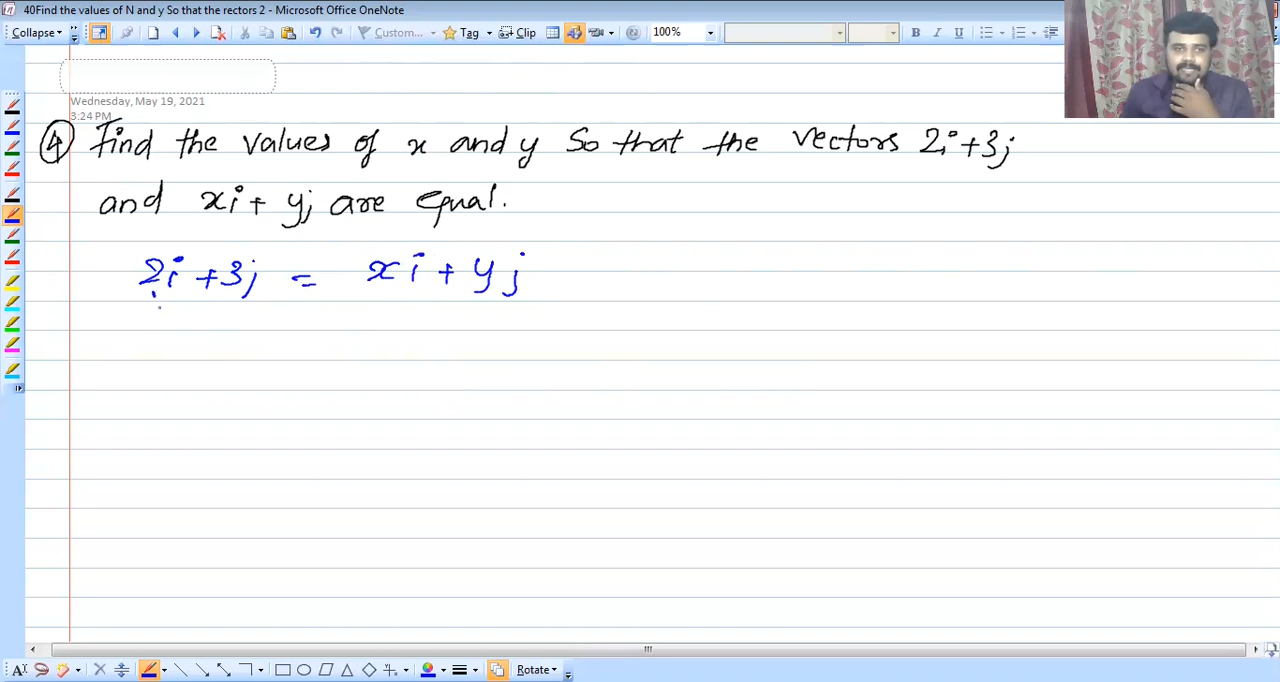 40Find the values of N and y So that the rectors 2 - Microsoft Office OneNote
Collapse Custom... Tag Clip 100% B I U
Wednesday, May 19, 2021
3:24 PM
4 Find the values of x and y So that the vectors 2i+3j
and xi+ yj are equal.
2i +3j = xi + yj
Rotate